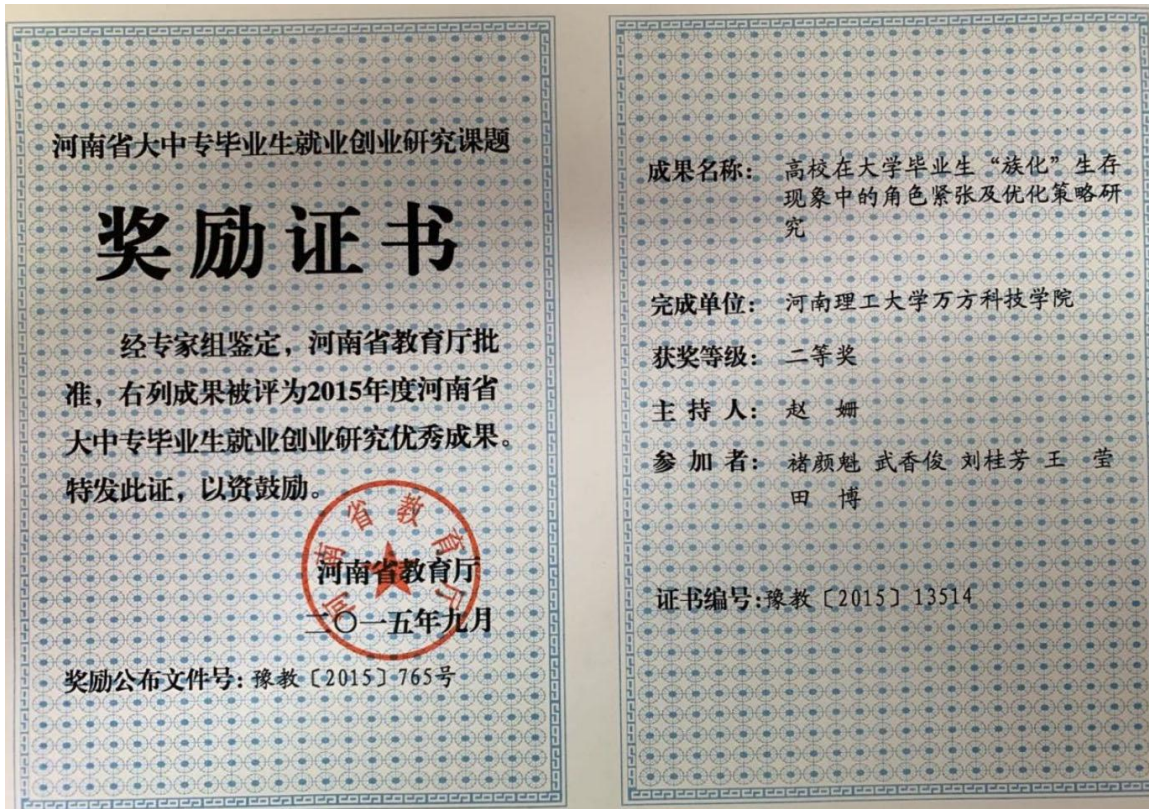 河南省大中专毕业生就业创业研究课题
奖励证书
经专家组鉴定，河南省教育厅批
准，右列成果被评为2015年度河南省
大中专毕业生就业创业研究优秀成果。
特发此证，以资鼓励。
河南省教育厅
河南省教育厅
二〇一五年九月
奖励公布文件号：豫教〔2015〕765号
成果名称： 高校在大学毕业生“族化”生存
现象中的角色紧张及优化策略研
究
完成单位： 河南理工大学万方科技学院
获奖等级： 二等奖
主 持 人： 赵 姗
参 加 者： 褚颜魁 武香俊 刘桂芳 王 莹
田 博
证书编号:豫教〔2015〕13514